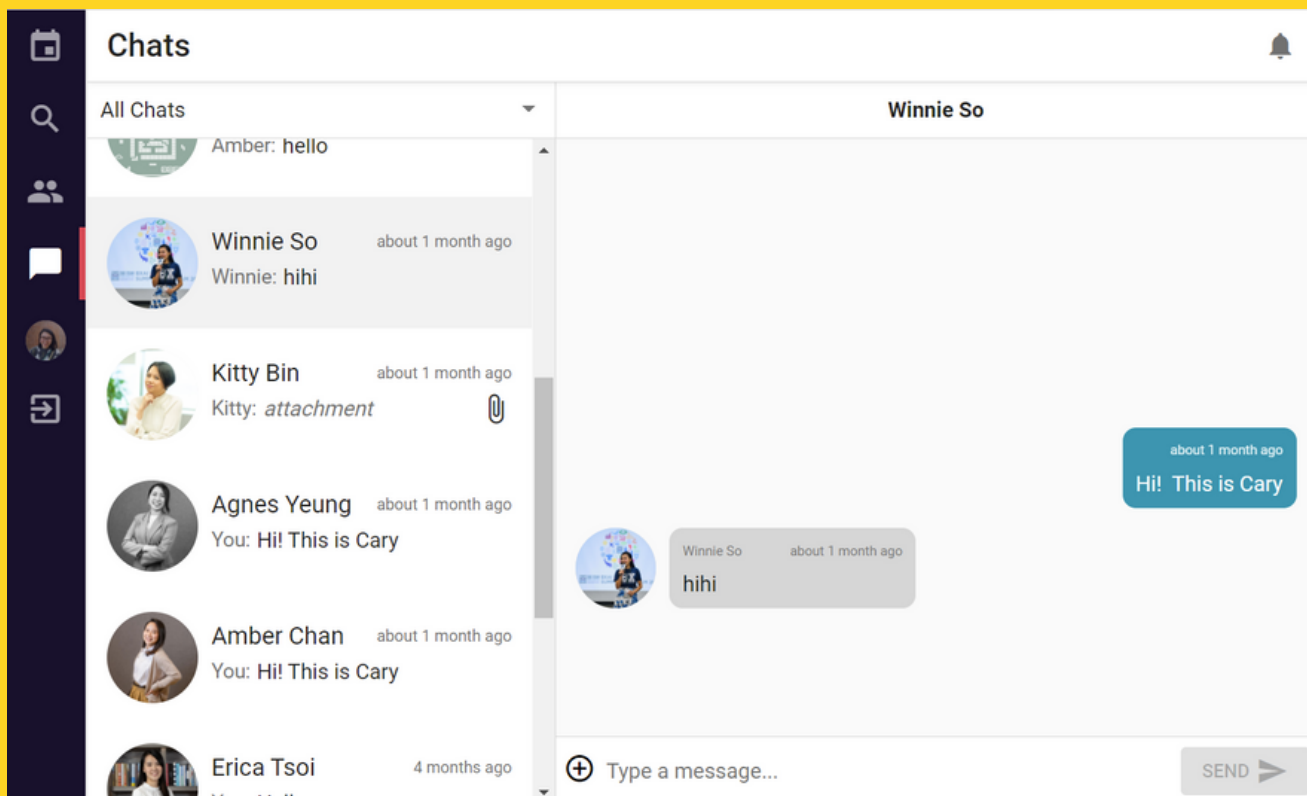 Chats
All Chats
Amber: hello
Winnie So about 1 month ago
Winnie: hihi
Kitty Bin about 1 month ago
Kitty: attachment
Agnes Yeung about 1 month ago
You: Hi! This is Cary
Amber Chan about 1 month ago
You: Hi! This is Cary
Erica Tsoi 4 months ago
Winnie So
about 1 month ago
Hi! This is Cary
Winnie So about 1 month ago
hihi
Type a message...
SEND